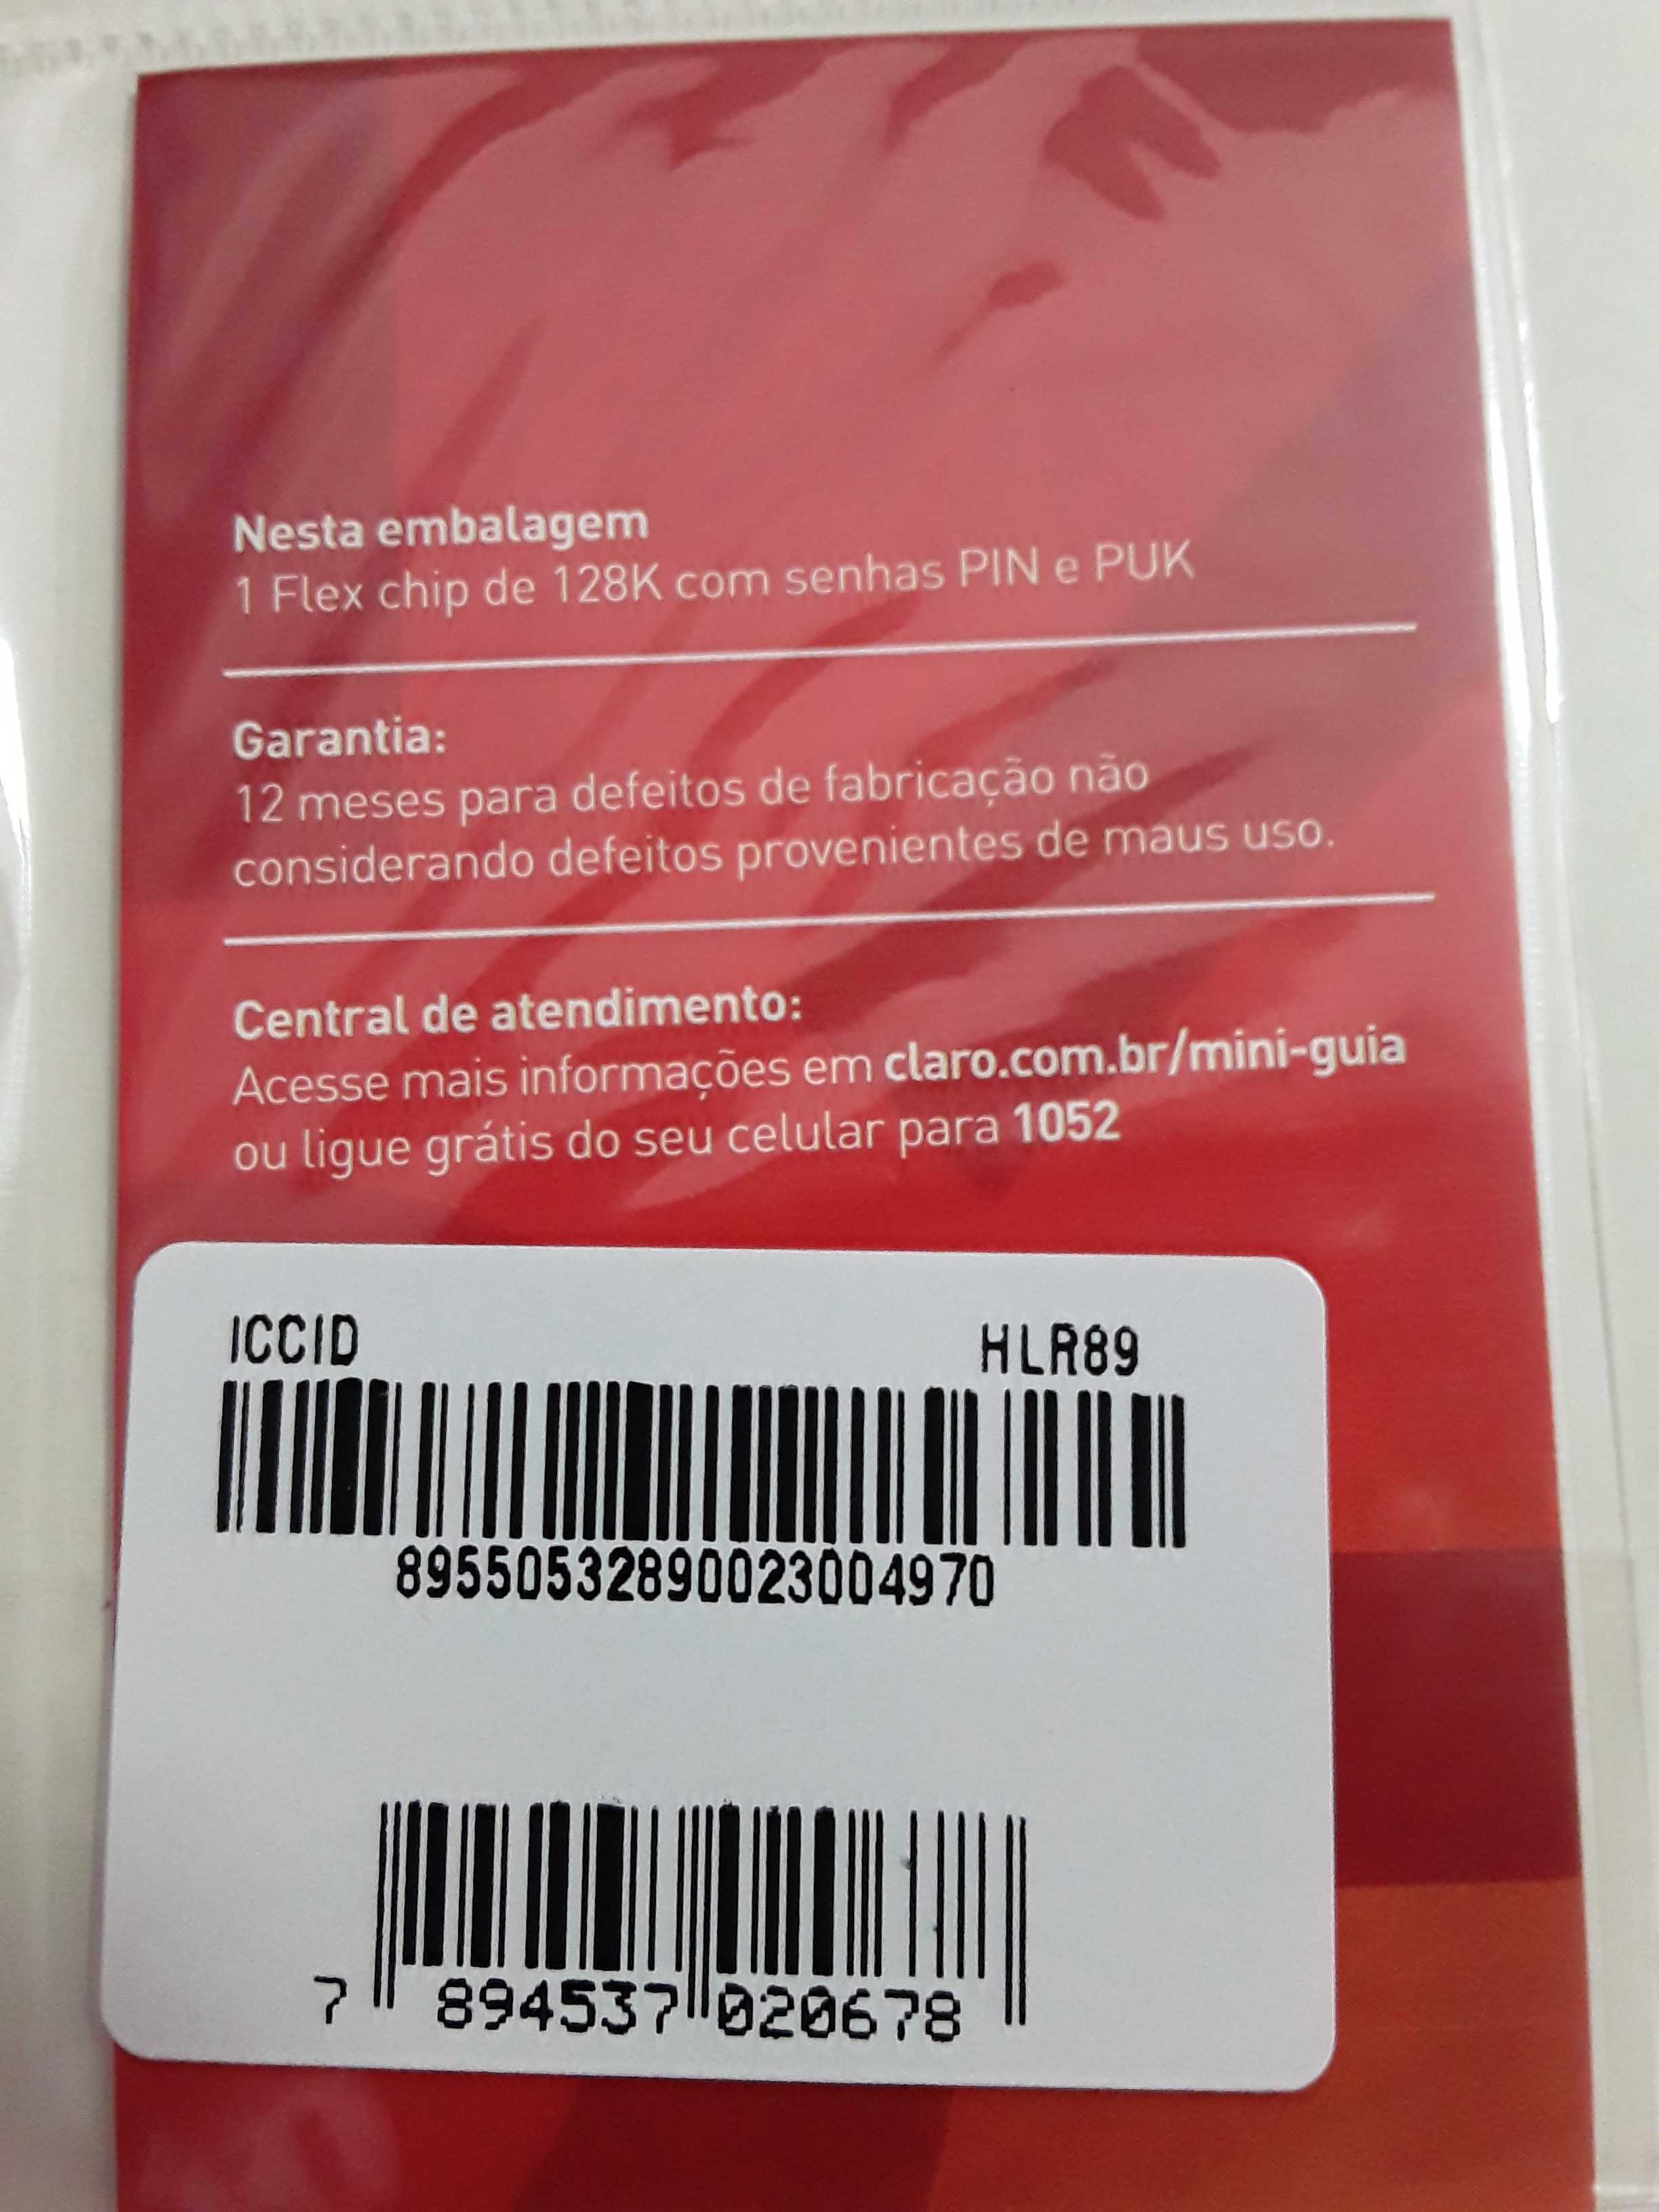 Nesta embalagem
1 Flex chip de 128K com senhas PIN e PUK
Garantia:
12 meses para defeitos de fabricação não
considerando defeitos provenientes de maus uso.
Central de atendimento:
Acesse mais informações em claro.com.br/mini-guia
ou ligue grátis do seu celular para 1052
ICCID HLR89
89550532890023004970
7 894537 020678